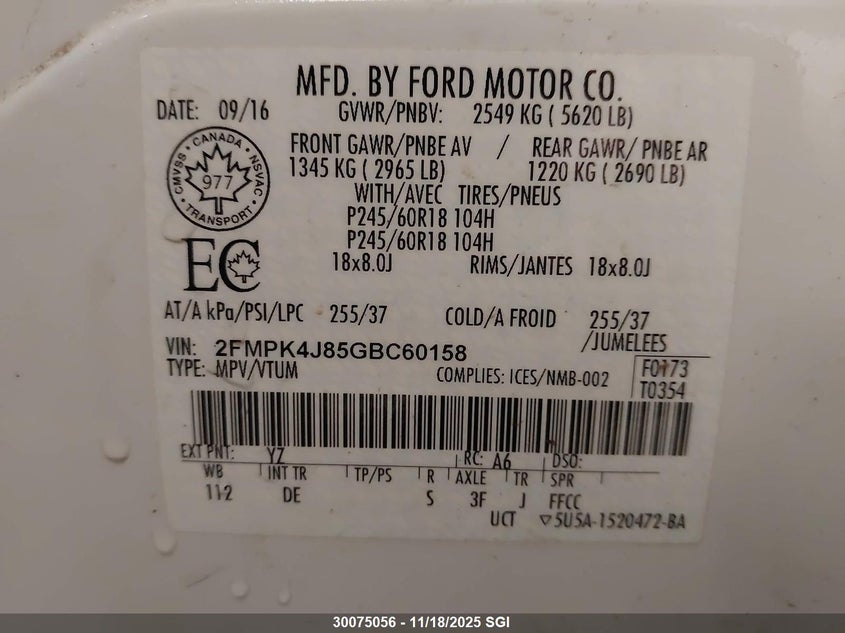 MFD. BY FORD MOTOR CO.
DATE: 09/16 GVWR/PNBV: 2549 KG ( 5620 LB)
FRONT GAWR/PNBE AV / REAR GAWR/ PNBE AR
1345 KG ( 2965 LB) 1220 KG ( 2690 LB)
WITH/AVEC TIRES/PNEUS
P245/60R18 104H
P245/60R18 104H
18x8.0J RIMS/JANTES 18x8.0J
CMVSS · CANADA · NSVAC · TRANSPORT
977
EC
AT/A kPa/PSI/LPC 255/37 COLD/A FROID 255/37
/JUMELEES
VIN: 2FMPK4J85GBC60158
TYPE: MPV/VTUM COMPLIES: ICES/NMB-002 F0173
T0354
EXT PNT: YZ RC: A6 DSO:
WB INT TR TP/PS R AXLE TR SPR
112 DE S 3F J FFCC
UCT ▽5U5A-1520472-BA
30075056 - 11/18/2025 SGI